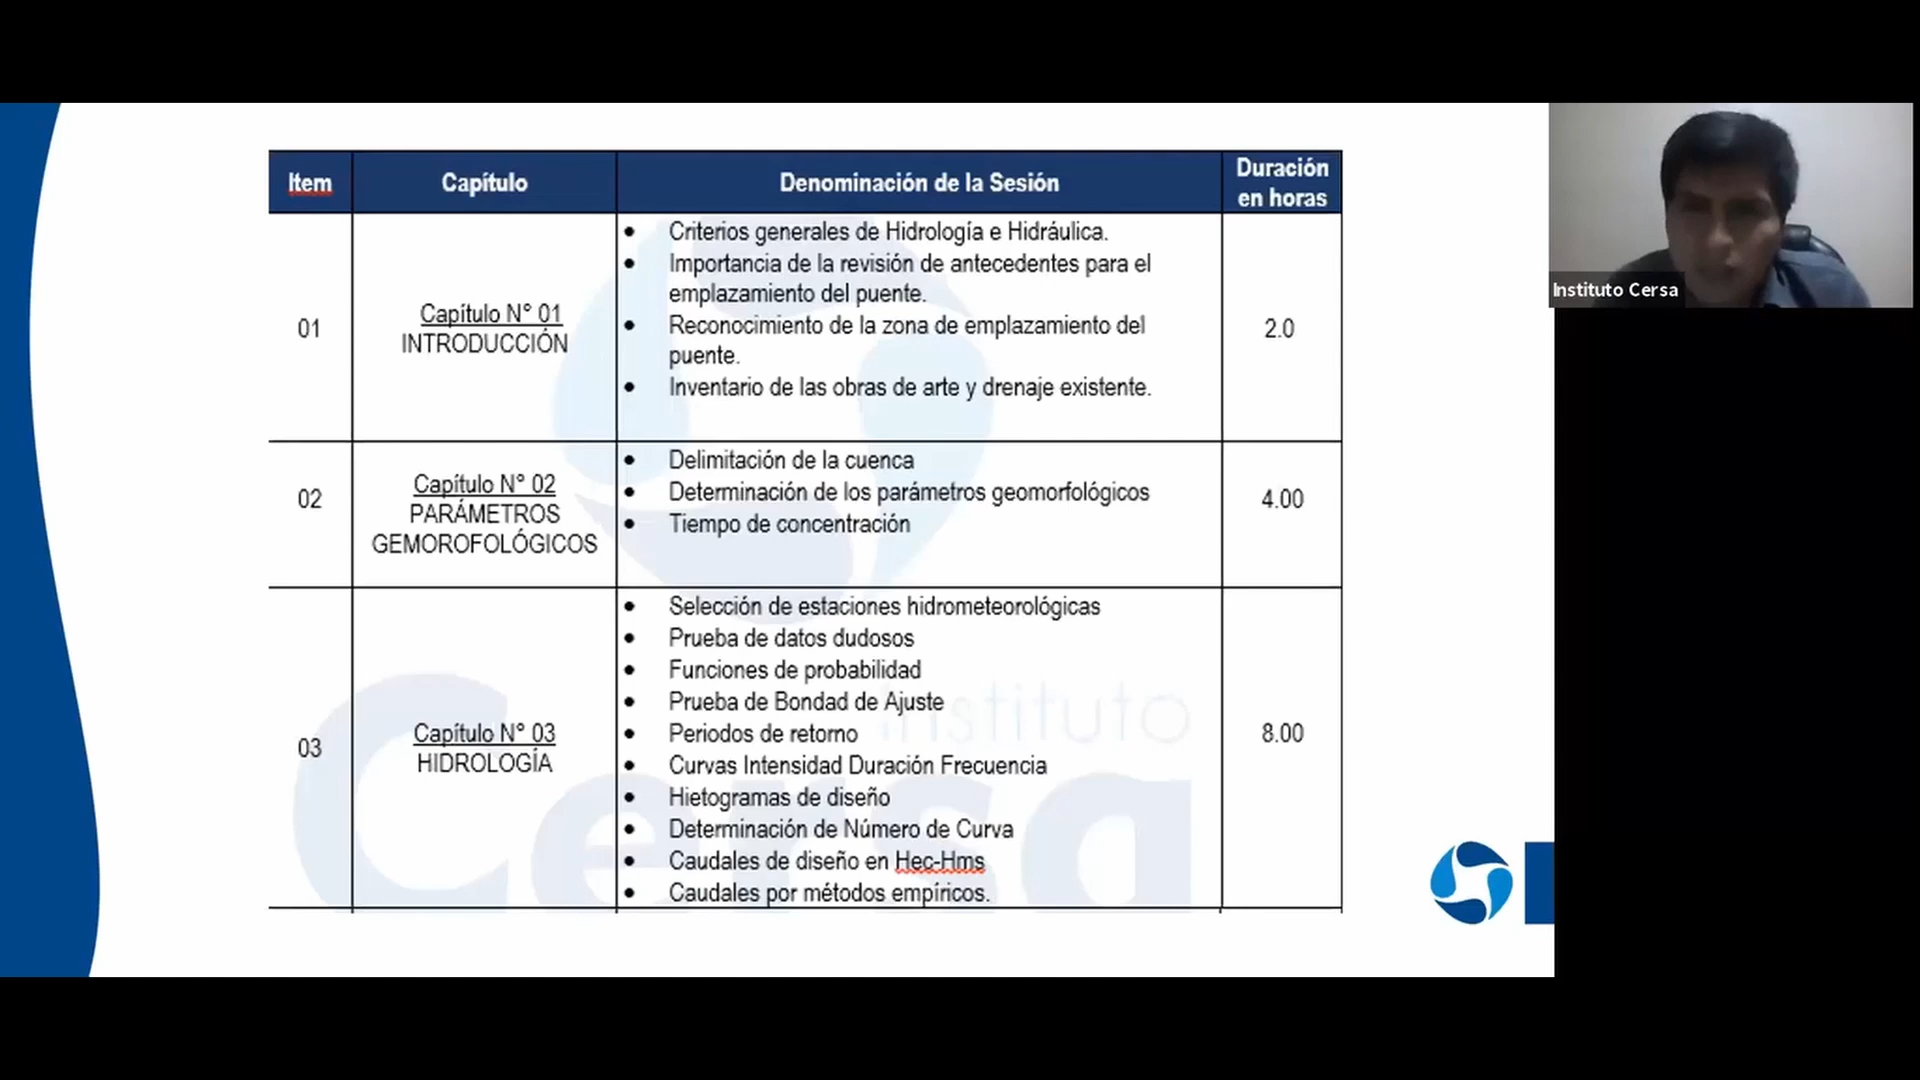 Item
Capítulo
Denominación de la Sesión
Duración
en horas
01
Capítulo N° 01
INTRODUCCIÓN
• Criterios generales de Hidrología e Hidráulica.
• Importancia de la revisión de antecedentes para el
emplazamiento del puente.
• Reconocimiento de la zona de emplazamiento del
puente.
• Inventario de las obras de arte y drenaje existente.
2.0
02
Capítulo N° 02
PARÁMETROS
GEMOROFOLÓGICOS
• Delimitación de la cuenca
• Determinación de los parámetros geomorfológicos
• Tiempo de concentración
4.00
03
Capítulo N° 03
HIDROLOGÍA
• Selección de estaciones hidrometeorológicas
• Prueba de datos dudosos
• Funciones de probabilidad
• Prueba de Bondad de Ajuste
• Periodos de retorno
• Curvas Intensidad Duración Frecuencia
• Hietogramas de diseño
• Determinación de Número de Curva
• Caudales de diseño en Hec-Hms
• Caudales por métodos empíricos.
8.00
instituto
Cersa
Instituto Cersa